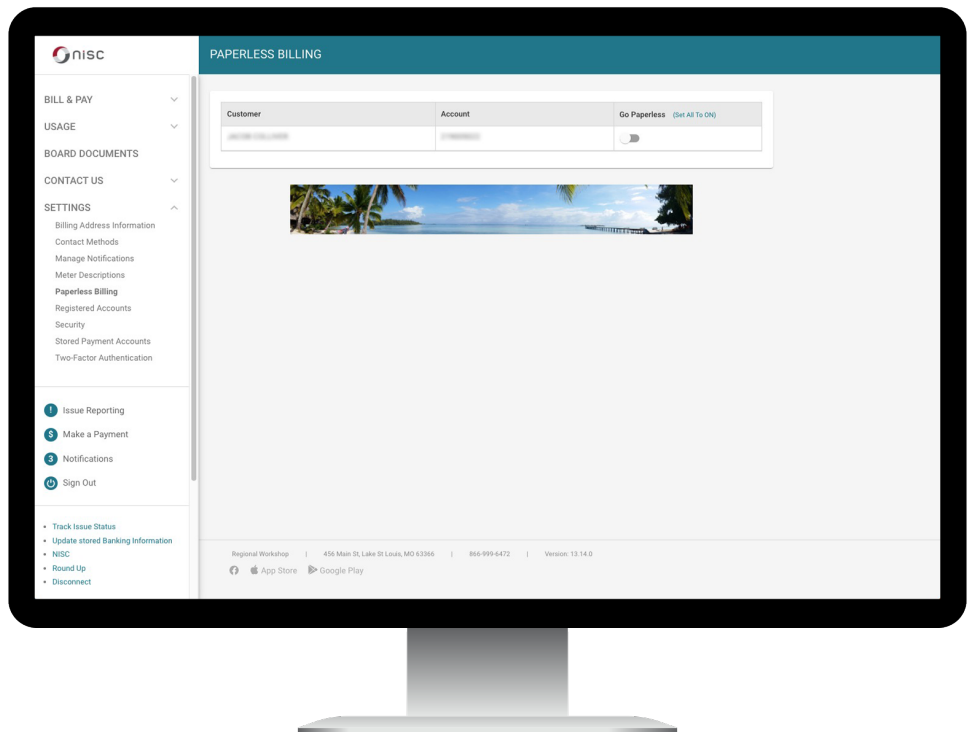 nisc
PAPERLESS BILLING
BILL & PAY
USAGE
BOARD DOCUMENTS
CONTACT US
SETTINGS
Billing Address Information
Contact Methods
Manage Notifications
Meter Descriptions
Paperless Billing
Registered Accounts
Security
Stored Payment Accounts
Two-Factor Authentication
! Issue Reporting
$ Make a Payment
3 Notifications
Sign Out
• Track Issue Status
• Update stored Banking Information
• NISC
• Round Up
• Disconnect
Customer Account Go Paperless (Set All To ON)
Regional Workshop | 456 Main St, Lake St Louis, MO 63366 | 866-999-6472 | Version: 13.14.0
App Store Google Play